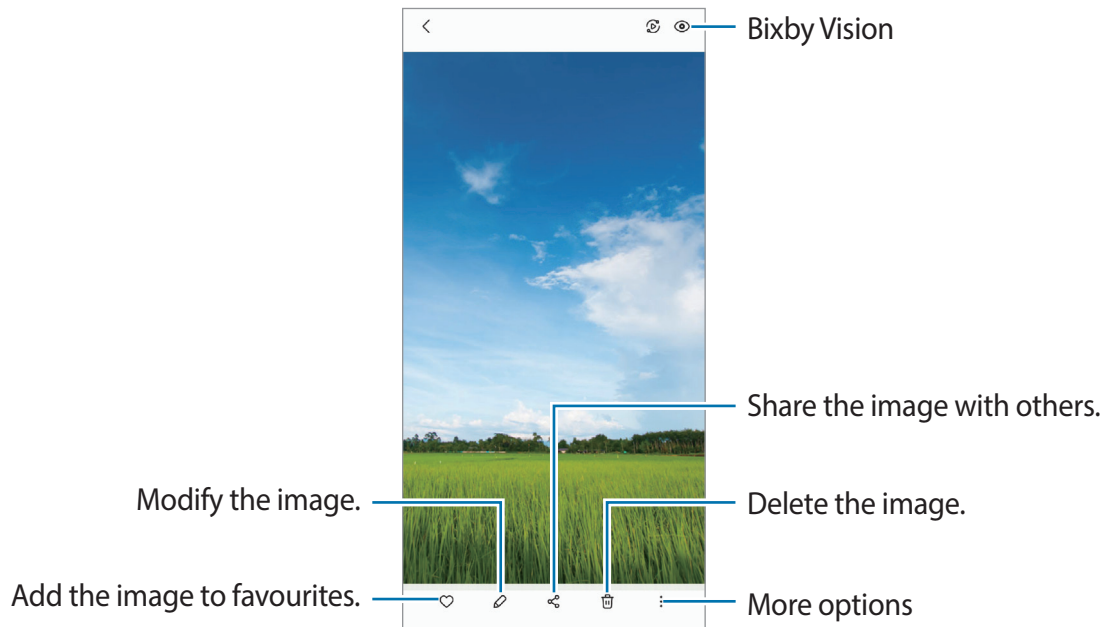 Bixby Vision
Share the image with others.
Modify the image.
Delete the image.
Add the image to favourites.
More options